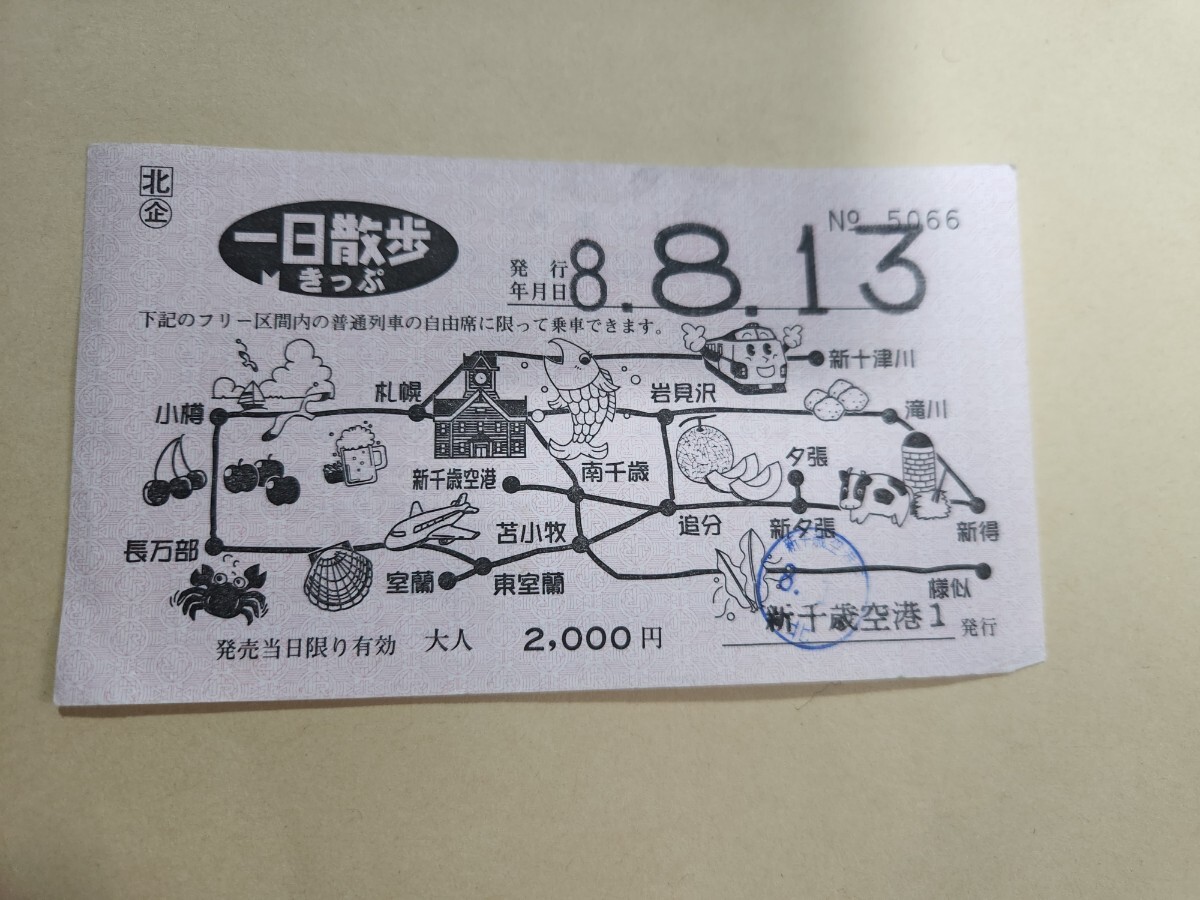 北
企
一日散歩
きっぷ
発行
年月日
8.8.13
№ 5066
下記のフリー区間内の普通列車の自由席に限って乗車できます。
新十津川
札幌
岩見沢
小樽
滝川
夕張
新千歳空港
南千歳
追分
新夕張
新得
苫小牧
長万部
室蘭
東室蘭
様似
新千歳空
8.
新千歳空港1
発行
発売当日限り有効 大人 2,000円